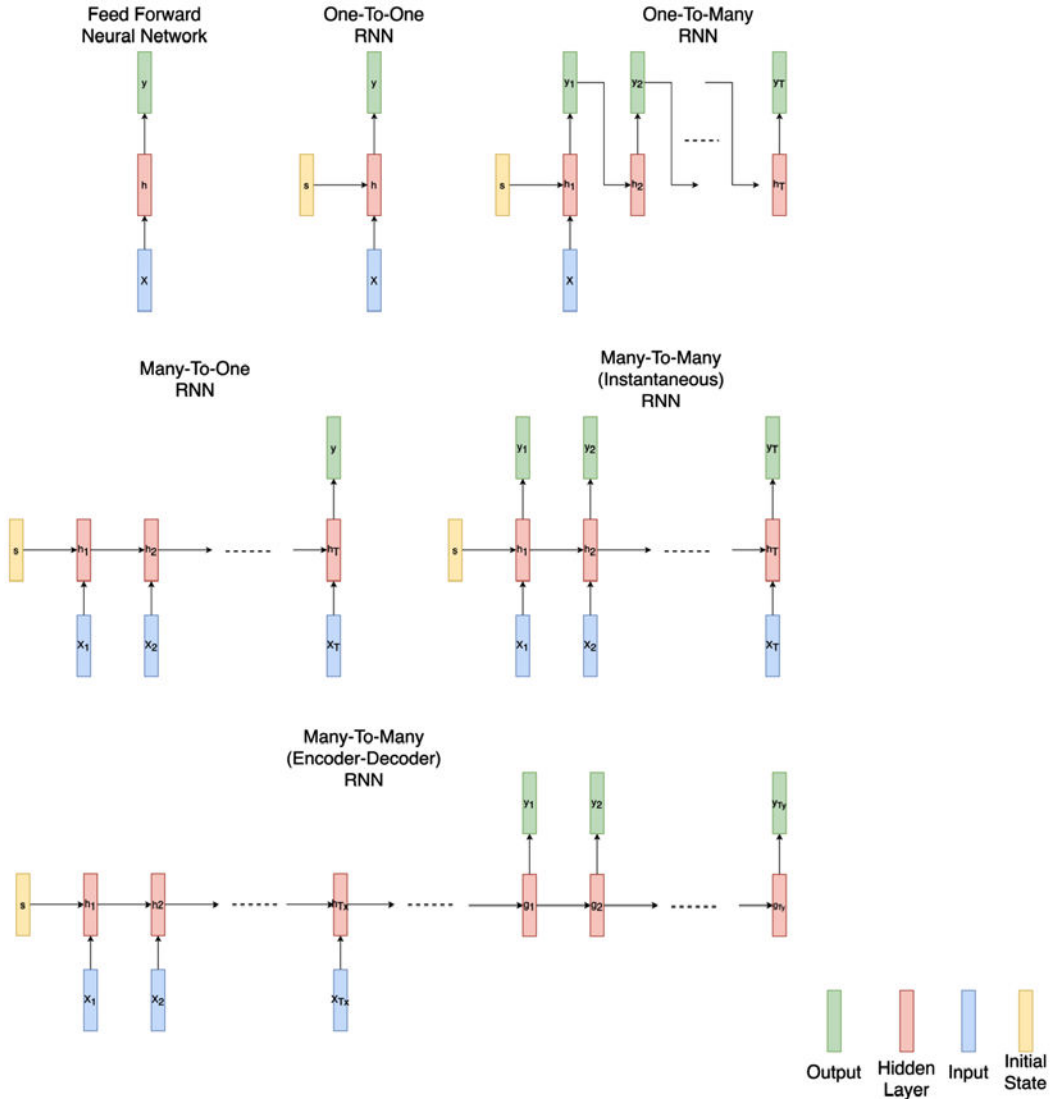 Feed Forward
Neural Network
y
h
X
One-To-One
RNN
y
s
h
X
One-To-Many
RNN
y1
y2
yT
s
h1
h2
hT
X
Many-To-One
RNN
y
s
h1
h2
hT
X1
X2
XT
Many-To-Many
(Instantaneous)
RNN
y1
y2
yT
s
h1
h2
hT
X1
X2
XT
Many-To-Many
(Encoder-Decoder)
RNN
y1
y2
yTy
s
h1
h2
hTx
g1
g2
gTy
X1
X2
XTx
Output
Hidden
Layer
Input
Initial
State